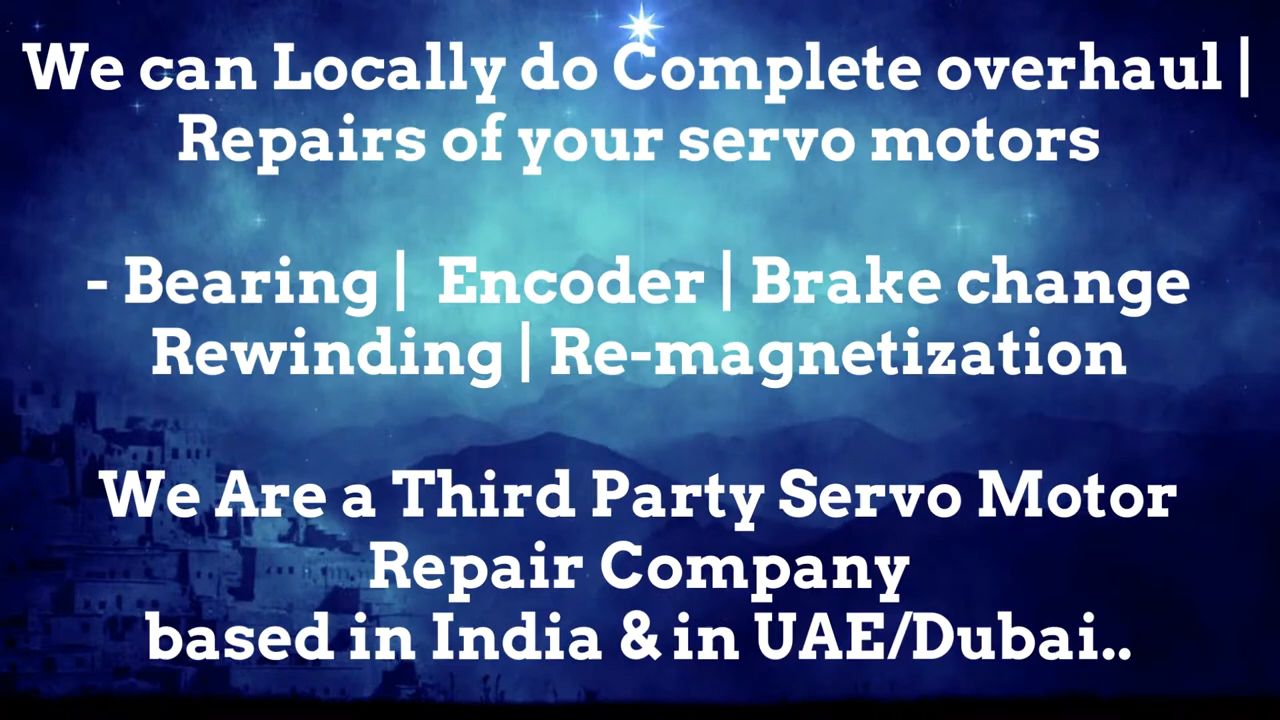 We can Locally do Complete overhaul |
Repairs of your servo motors
- Bearing | Encoder | Brake change
Rewinding | Re-magnetization
We Are a Third Party Servo Motor
Repair Company
based in India & in UAE/Dubai..